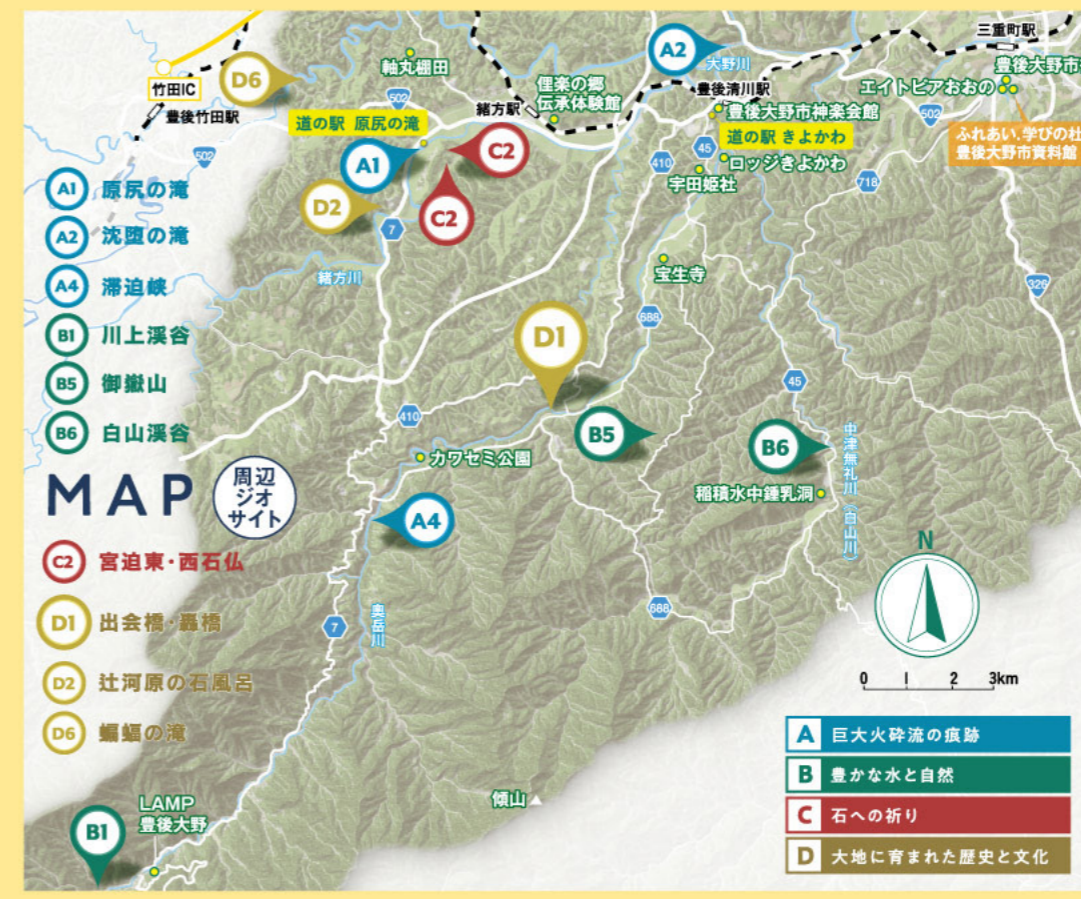 三重町駅
A2
大野川
軸丸棚田
D6
竹田IC
豊後竹田駅
502
俚楽の郷
伝承体験館
緒方駅
豊後清川駅
エイトピアおおの
豊後大野市
道の駅 原尻の滝
豊後大野市神楽会館
502
ふれあい、学びの杜
豊後大野市資料館
道の駅 きよかわ
45
C2
A1
502
410
ロッジきよかわ
宇田姫社
718
A1 原尻の滝
D2
C2
7
A2 沈堕の滝
緒方川
宝生寺
A4 滞迫峡
326
688
B1 川上渓谷
D1
B5 御嶽山
45
410
B6 白山渓谷
B5
B6
中津無礼川(白山川)
カワセミ公園
稲積水中鍾乳洞
MAP
周辺
ジオ
サイト
A4
N
C2 宮迫東・西石仏
688
D1 出会橋・轟橋
奥岳川
7
D2 辻河原の石風呂
0 1 2 3km
D6 蝙蝠の滝
A 巨大火砕流の痕跡
B 豊かな水と自然
傾山
LAMP
豊後大野
C 石への祈り
B1
D 大地に育まれた歴史と文化